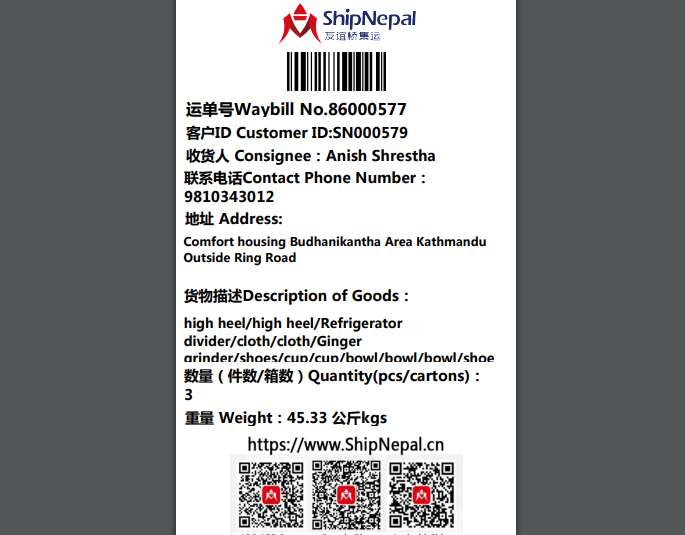 ShipNepal
友谊桥集运
运单号Waybill No.86000577
客户ID Customer ID:SN000579
收货人 Consignee：Anish Shrestha
联系电话Contact Phone Number：
9810343012
地址 Address:
Comfort housing Budhanikantha Area Kathmandu
Outside Ring Road
货物描述Description of Goods：
high heel/high heel/Refrigerator
divider/cloth/cloth/Ginger
grinder/shoes/cup/cup/bowl/bowl/bowl/shoe
数量（件数/箱数）Quantity(pcs/cartons)：
3
重量 Weight：45.33 公斤kgs
https://www.ShipNepal.cn